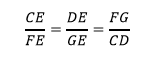 CE/FE = DE/GE = FG/CD